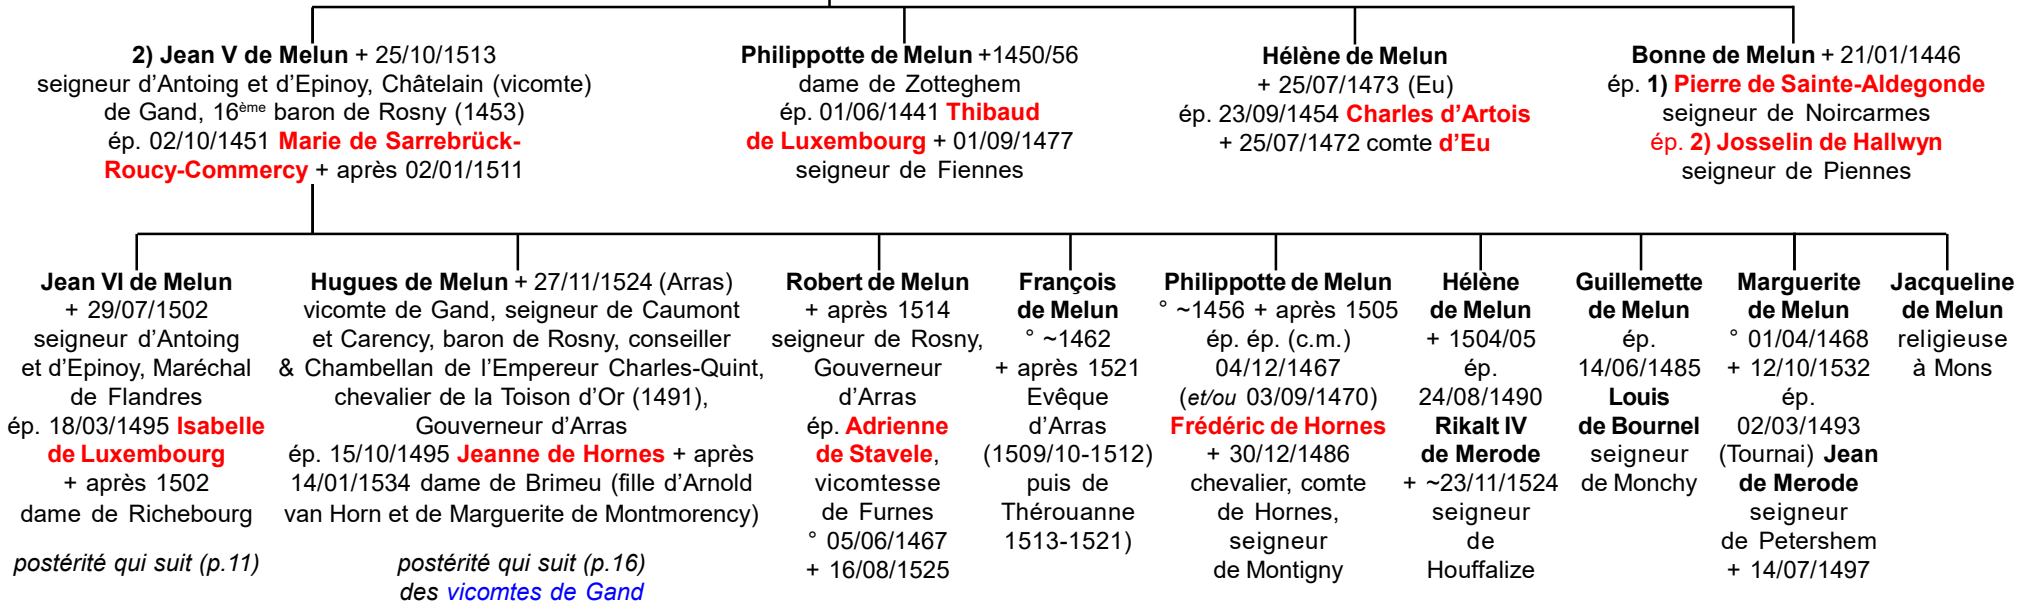 2) Jean V de Melun + 25/10/1513
seigneur d’Antoing et d’Epinoy, Châtelain (vicomte)
de Gand, 16ème baron de Rosny (1453)
ép. 02/10/1451 Marie de Sarrebrück-
Roucy-Commercy + après 02/01/1511
Philippotte de Melun +1450/56
dame de Zotteghem
ép. 01/06/1441 Thibaud
de Luxembourg + 01/09/1477
seigneur de Fiennes
Hélène de Melun
+ 25/07/1473 (Eu)
ép. 23/09/1454 Charles d’Artois
+ 25/07/1472 comte d’Eu
Bonne de Melun + 21/01/1446
ép. 1) Pierre de Sainte-Aldegonde
seigneur de Noircarmes
ép. 2) Josselin de Hallwyn
seigneur de Piennes
Jean VI de Melun
+ 29/07/1502
seigneur d’Antoing
et d’Epinoy, Maréchal
de Flandres
ép. 18/03/1495 Isabelle
de Luxembourg
+ après 1502
dame de Richebourg
postérité qui suit (p.11)
Hugues de Melun + 27/11/1524 (Arras)
vicomte de Gand, seigneur de Caumont
et Carency, baron de Rosny, conseiller
& Chambellan de l’Empereur Charles-Quint,
chevalier de la Toison d’Or (1491),
Gouverneur d’Arras
ép. 15/10/1495 Jeanne de Hornes + après
14/01/1534 dame de Brimeu (fille d’Arnold
van Horn et de Marguerite de Montmorency)
postérité qui suit (p.16)
des vicomtes de Gand
Robert de Melun
+ après 1514
seigneur de Rosny,
Gouverneur
d’Arras
ép. Adrienne
de Stavele,
vicomtesse
de Furnes
° 05/06/1467
+ 16/08/1525
François
de Melun
° ~1462
+ après 1521
Evêque
d’Arras
(1509/10-1512)
puis de
Thérouanne
1513-1521)
Philippotte de Melun
° ~1456 + après 1505
ép. ép. (c.m.)
04/12/1467
(et/ou 03/09/1470)
Frédéric de Hornes
+ 30/12/1486
chevalier, comte
de Hornes,
seigneur
de Montigny
Hélène
de Melun
+ 1504/05
ép.
24/08/1490
Rikalt IV
de Merode
+ ~23/11/1524
seigneur
de
Houffalize
Guillemette
de Melun
ép.
14/06/1485
Louis
de Bournel
seigneur
de Monchy
Marguerite
de Melun
° 01/04/1468
+ 12/10/1532
ép.
02/03/1493
(Tournai) Jean
de Merode
seigneur
de Petershem
+ 14/07/1497
Jacqueline
de Melun
religieuse
à Mons